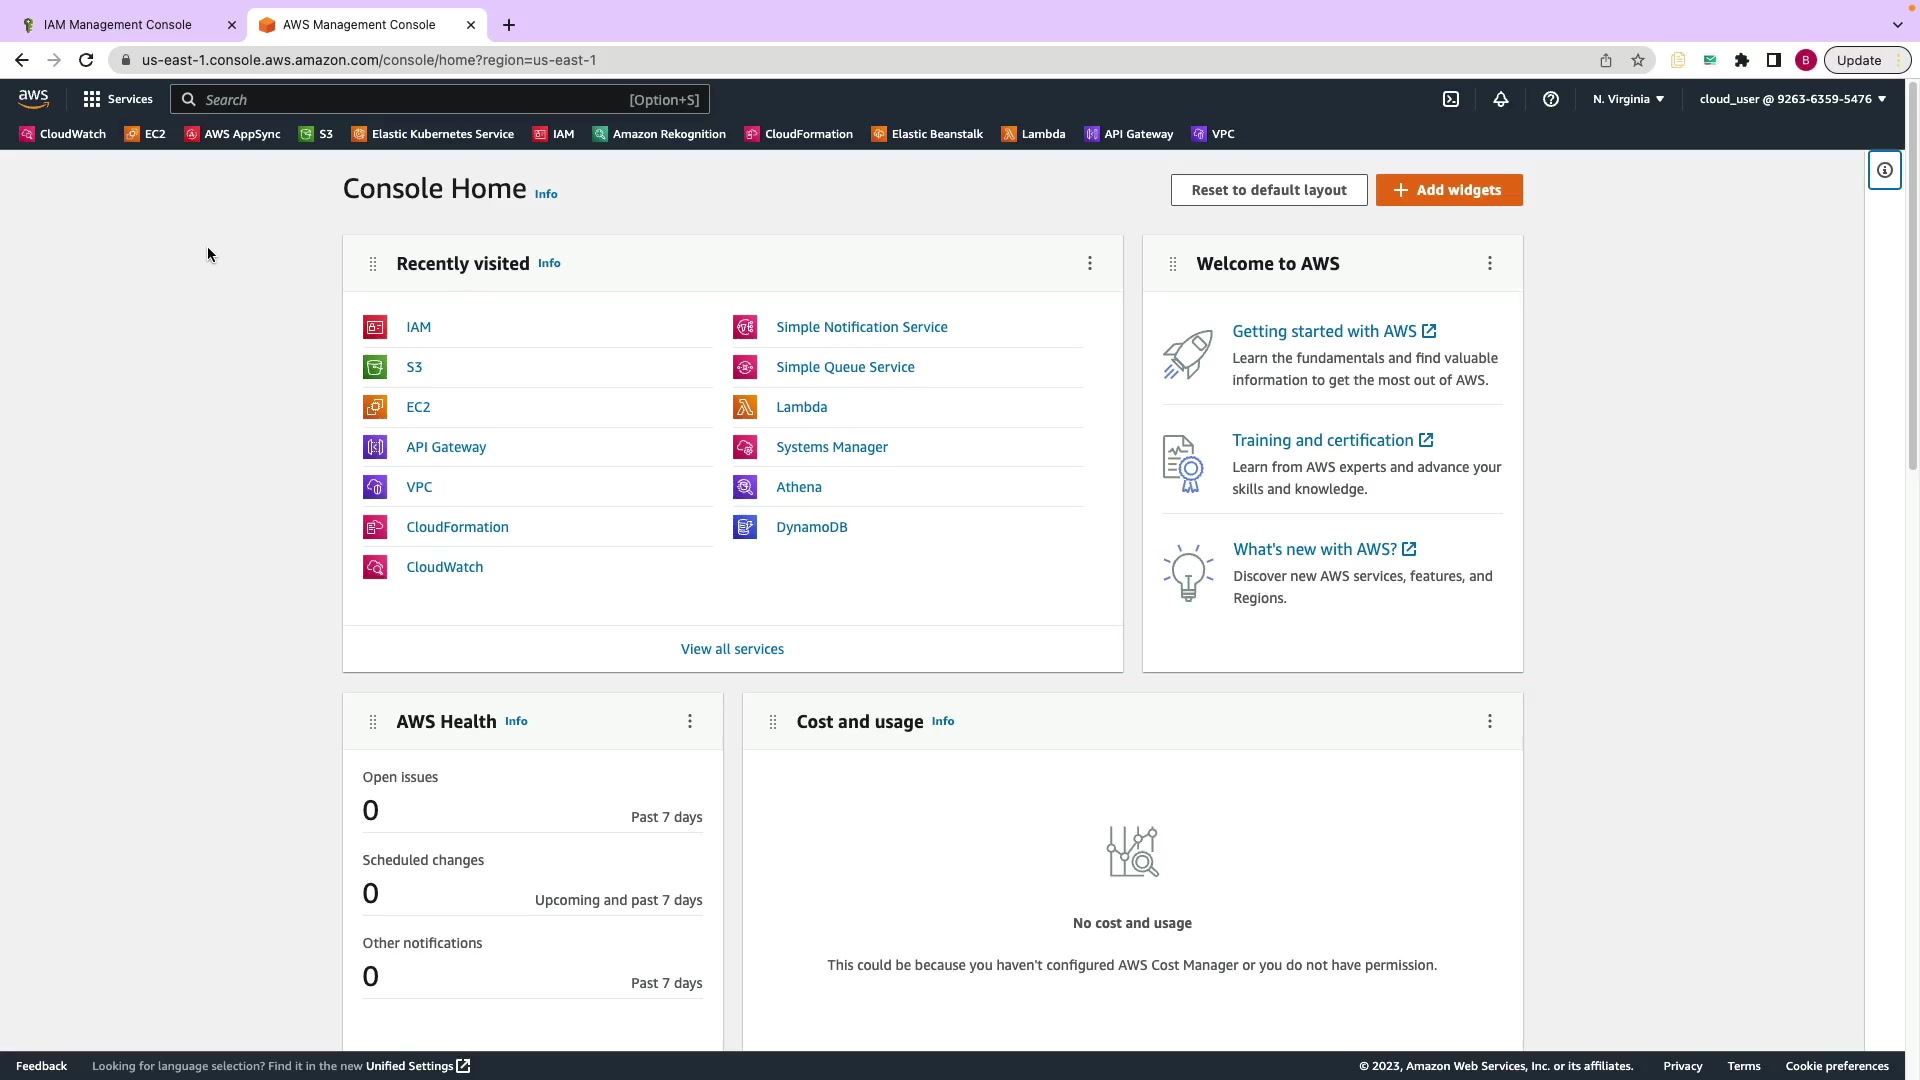 IAM Management Console
AWS Management Console
us-east-1.console.aws.amazon.com/console/home?region=us-east-1
B
Update
aws
Services
Search
[Option+S]
N. Virginia
cloud_user @ 9263-6359-5476
CloudWatch
EC2
AWS AppSync
S3
Elastic Kubernetes Service
IAM
Amazon Rekognition
CloudFormation
Elastic Beanstalk
Lambda
API Gateway
VPC
Console Home Info
Reset to default layout
Add widgets
Recently visited Info
IAM
S3
EC2
API Gateway
VPC
CloudFormation
CloudWatch
Simple Notification Service
Simple Queue Service
Lambda
Systems Manager
Athena
DynamoDB
View all services
Welcome to AWS
Getting started with AWS
Learn the fundamentals and find valuable
information to get the most out of AWS.
Training and certification
Learn from AWS experts and advance your
skills and knowledge.
What's new with AWS?
Discover new AWS services, features, and
Regions.
AWS Health Info
Open issues
0
Past 7 days
Scheduled changes
0
Upcoming and past 7 days
Other notifications
0
Past 7 days
Cost and usage Info
No cost and usage
This could be because you haven't configured AWS Cost Manager or you do not have permission.
Feedback
Looking for language selection? Find it in the new Unified Settings
© 2023, Amazon Web Services, Inc. or its affiliates.
Privacy
Terms
Cookie preferences